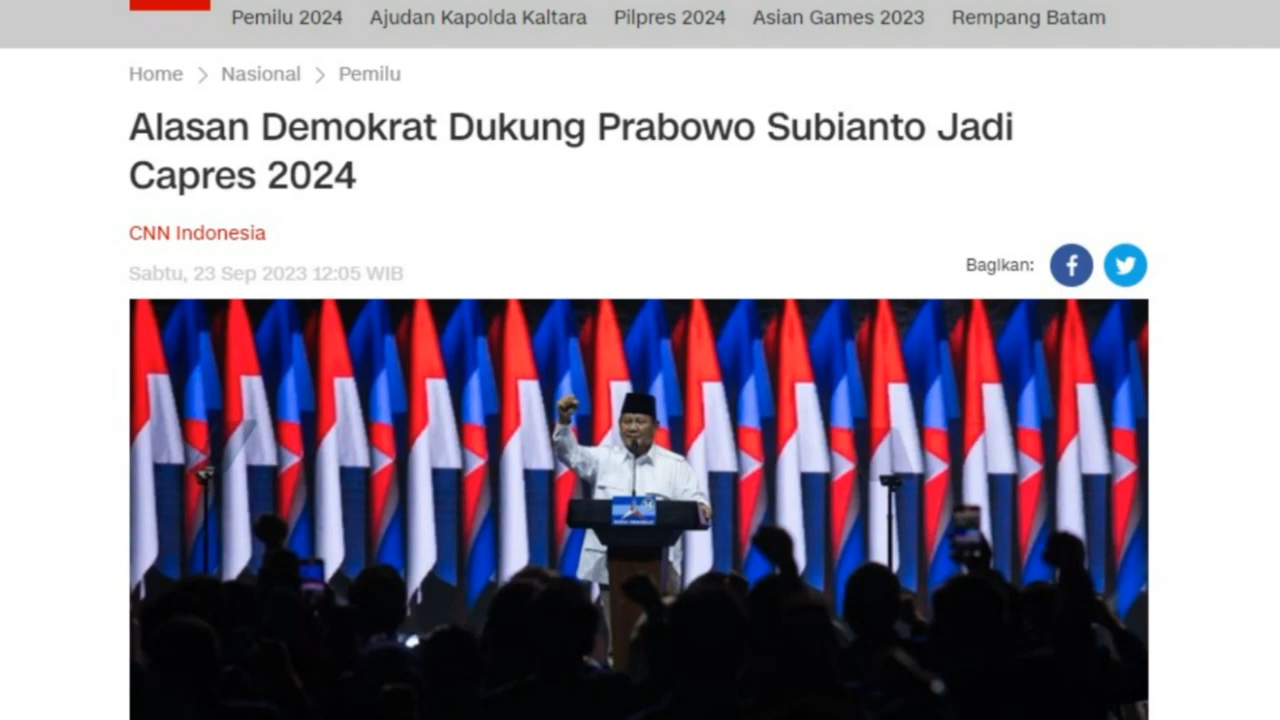 Pemilu 2024 Ajudan Kapolda Kaltara Pilpres 2024 Asian Games 2023 Rempang Batam
Home > Nasional > Pemilu
Alasan Demokrat Dukung Prabowo Subianto Jadi
Capres 2024
CNN Indonesia
Sabtu, 23 Sep 2023 12:05 WIB
Bagikan: